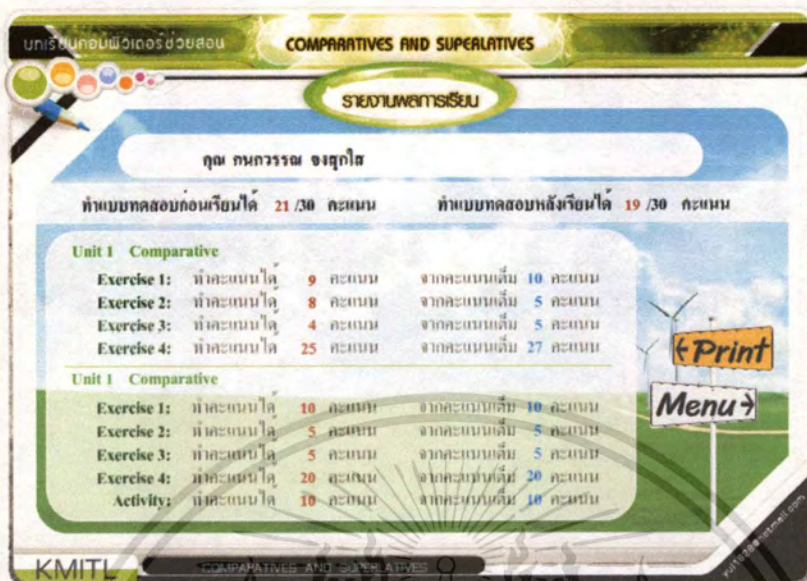 บทเรียนคอมพิวเตอร์ช่วยสอน COMPARATIVES AND SUPERLATIVES
รายงานผลการเรียน
คุณ กนกวรรณ จงสุกใส
ทำแบบทดสอบก่อนเรียนได้ 21 /30 คะแนน ทำแบบทดสอบหลังเรียนได้ 19 /30 คะแนน
Unit 1 Comparative
Exercise 1: ทำคะแนนได้ 9 คะแนน จากคะแนนเต็ม 10 คะแนน
Exercise 2: ทำคะแนนได้ 8 คะแนน จากคะแนนเต็ม 5 คะแนน
Exercise 3: ทำคะแนนได้ 4 คะแนน จากคะแนนเต็ม 5 คะแนน
Exercise 4: ทำคะแนนได้ 25 คะแนน จากคะแนนเต็ม 27 คะแนน
Unit 1 Comparative
Exercise 1: ทำคะแนนได้ 10 คะแนน จากคะแนนเต็ม 10 คะแนน
Exercise 2: ทำคะแนนได้ 5 คะแนน จากคะแนนเต็ม 5 คะแนน
Exercise 3: ทำคะแนนได้ 5 คะแนน จากคะแนนเต็ม 5 คะแนน
Exercise 4: ทำคะแนนได้ 20 คะแนน จากคะแนนเต็ม 20 คะแนน
Activity: ทำคะแนนได้ 10 คะแนน จากคะแนนเต็ม 10 คะแนน
←Print
Menu→
KMITL COMPARATIVES AND SUPERLATIVES